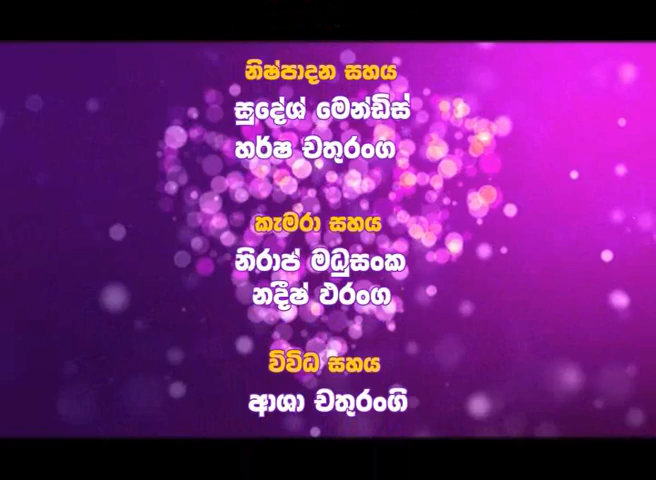 නිෂ්පාදන සහය
සුදේශ් මෙන්ඩිස්
හර්ෂ චතුරංග
කැමරා සහය
නිරාජ් මධුසංක
නදීෂ් එරංග
විවිධ සහය
ආශා චතුරංගි